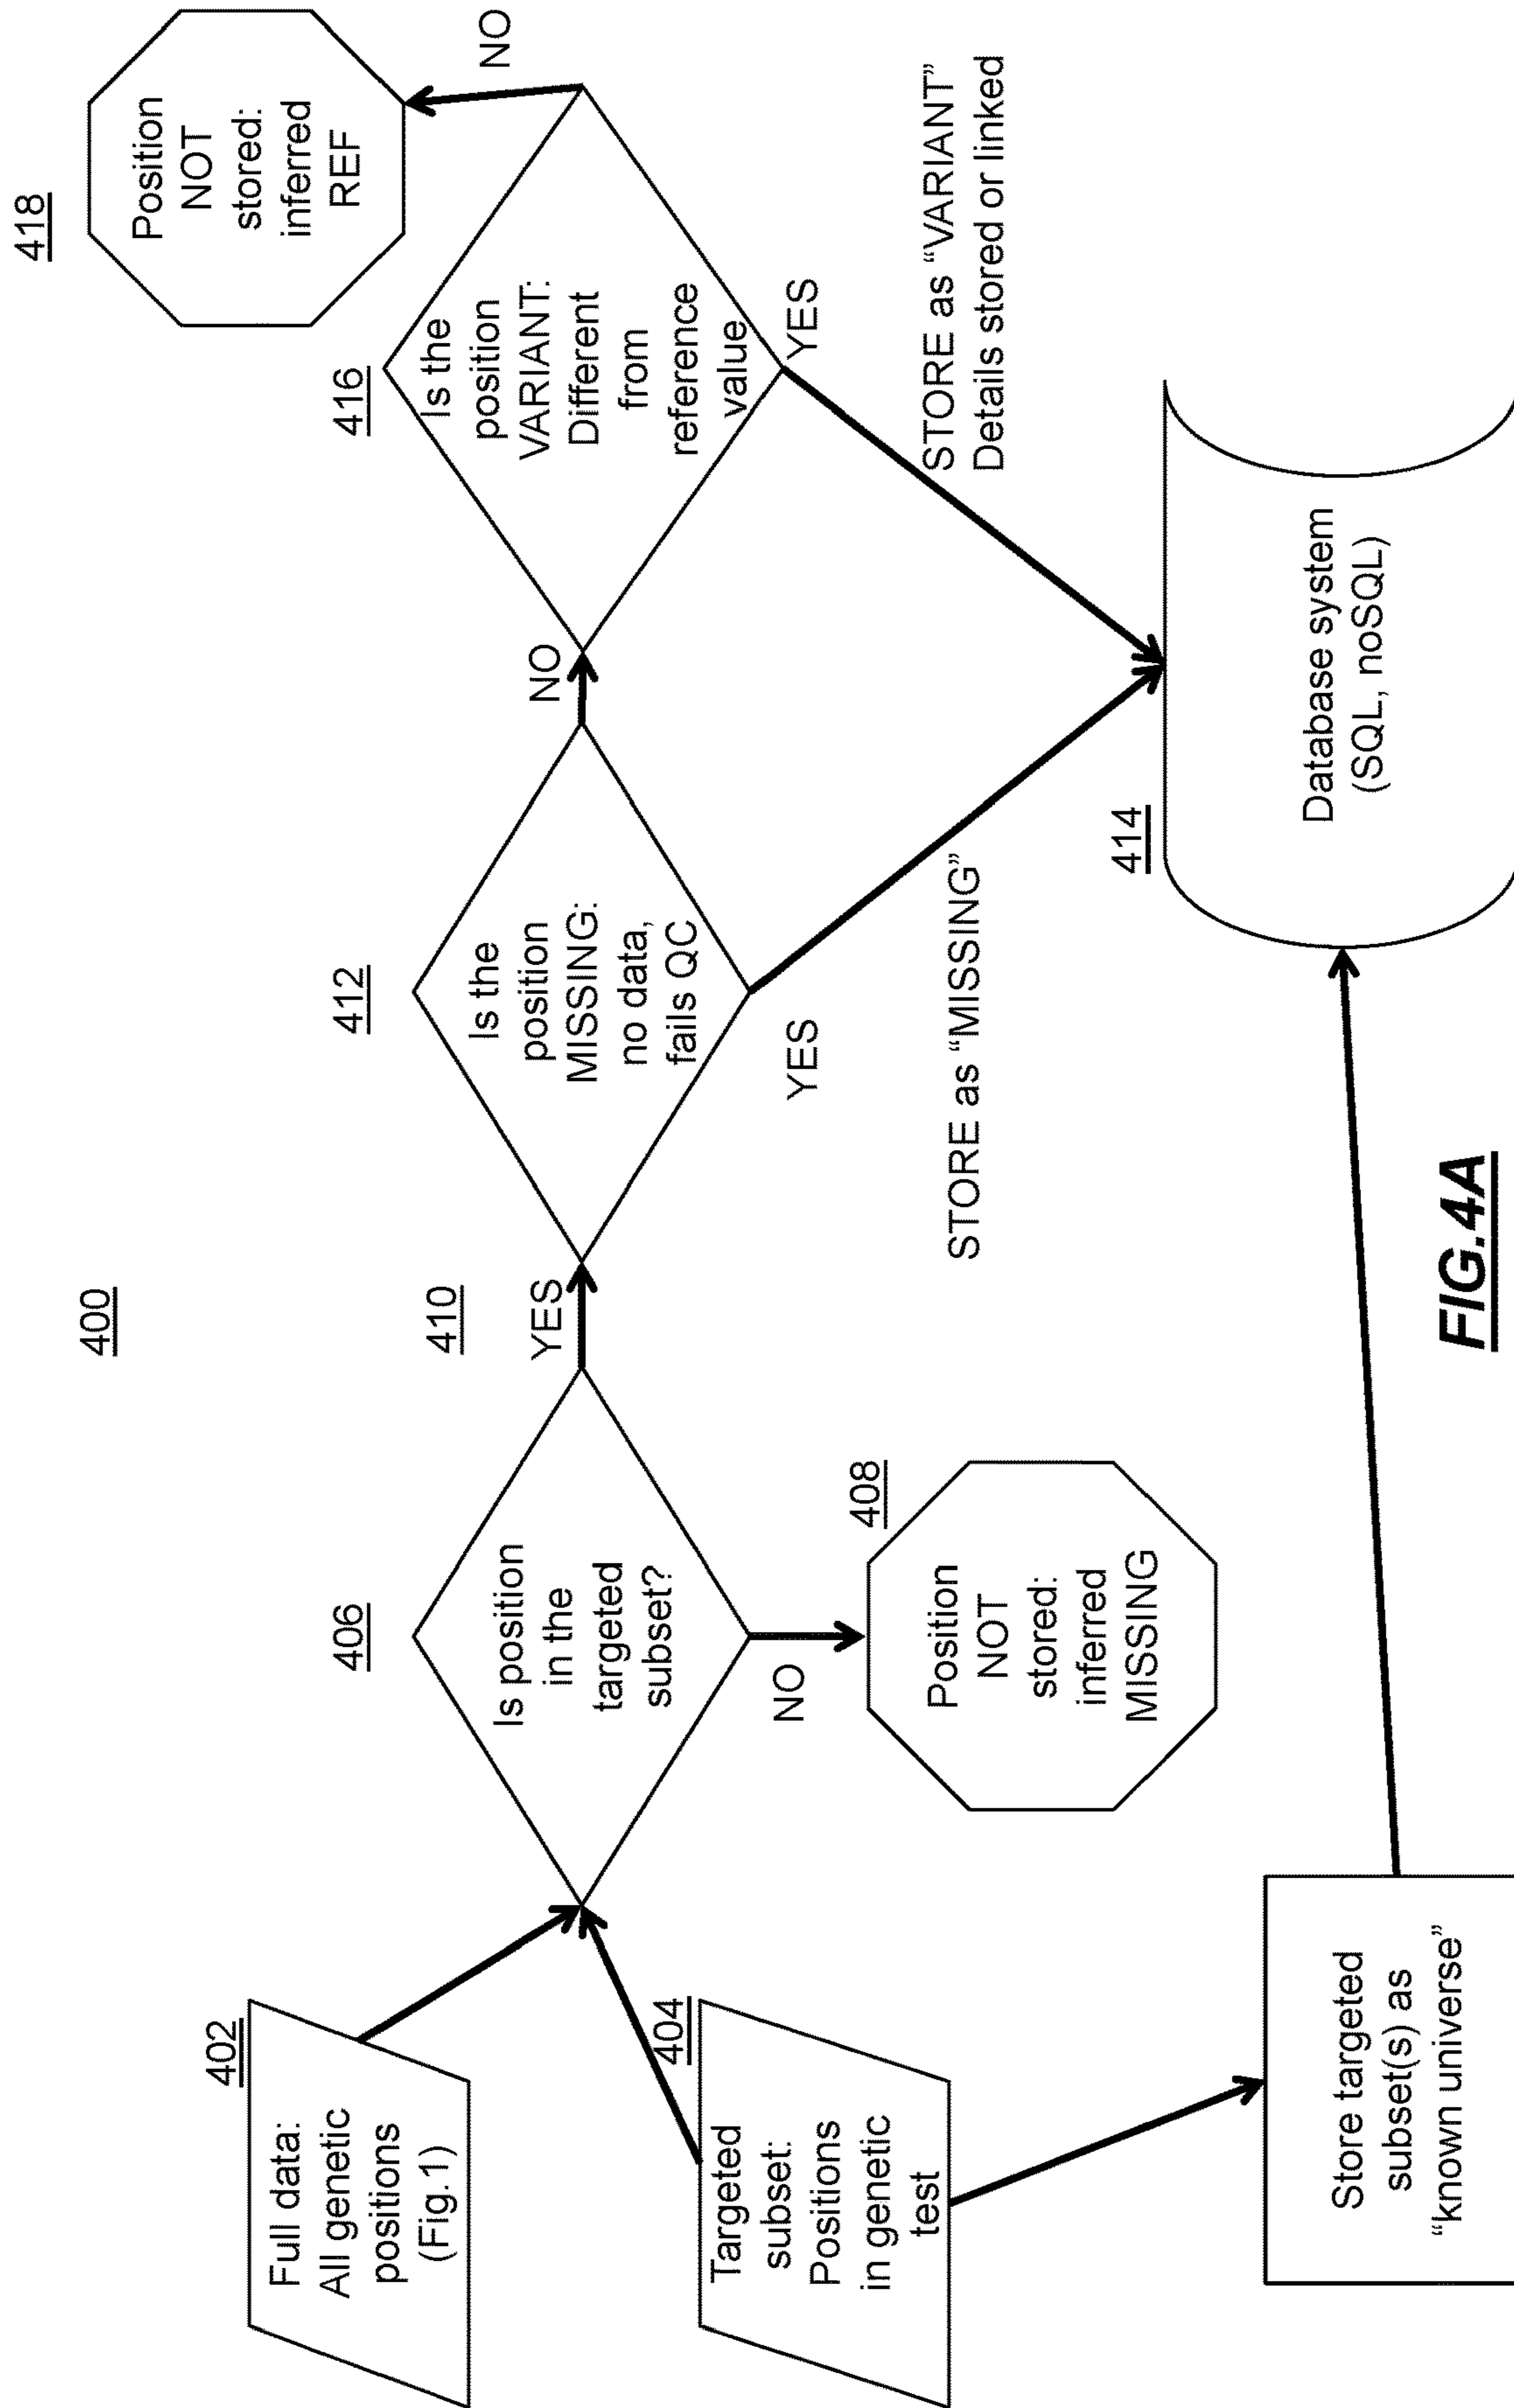 400
402
Full data:
All genetic
positions
(Fig.1)
404
Targeted
subset:
Positions
in genetic
test
406
Is position
in the
targeted
subset?
NO
408
Position
NOT
stored:
inferred
MISSING
410
YES
412
Is the
position
MISSING:
no data,
fails QC
YES
STORE as “MISSING”
NO
416
Is the
position
VARIANT:
Different
from
reference
value
YES
STORE as “VARIANT”
Details stored or linked
NO
418
Position
NOT
stored:
inferred
REF
Store targeted
subset(s) as
“known universe”
414
Database system
(SQL, noSQL)
FIG.4A